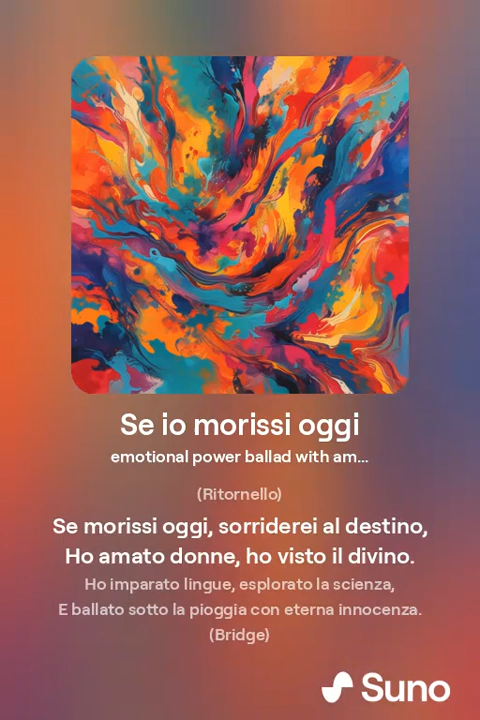 Se io morissi oggi
emotional power ballad with am...
(Ritornello)
Se morissi oggi, sorriderei al destino,
Ho amato donne, ho visto il divino.
Ho imparato lingue, esplorato la scienza,
E ballato sotto la pioggia con eterna innocenza.
(Bridge)
Suno